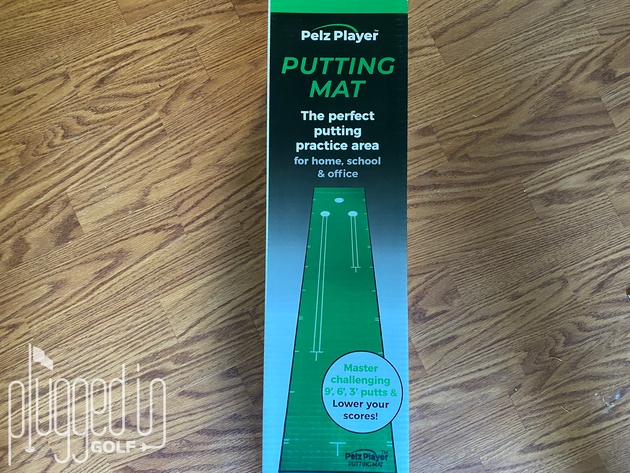 Pelz Player
PUTTING
MAT
The perfect
putting
practice area
for home, school
& office
Master
challenging
9', 6', 3' putts &
Lower your
scores!
Pelz Player™
PUTTING MAT
plugged in
GOLF